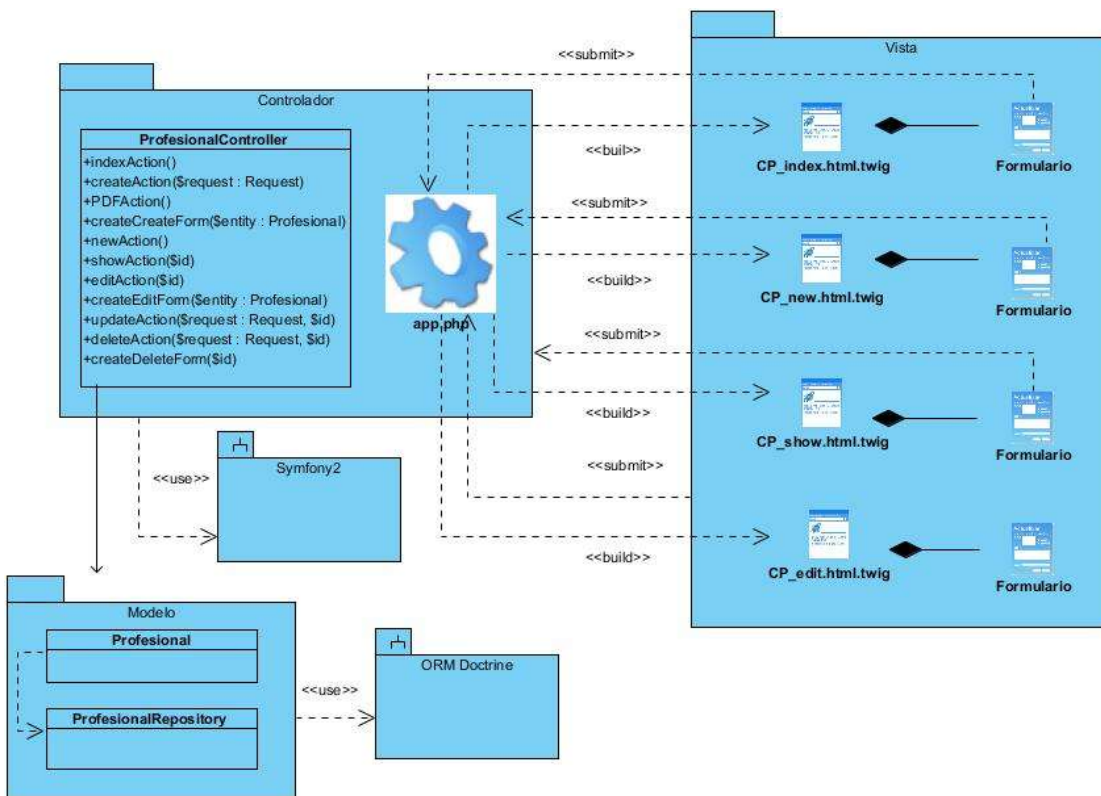 Controlador
ProfesionalController
+indexAction()
+createAction($request : Request)
+PDFAction()
+createCreateForm($entity : Profesional)
+newAction()
+showAction($id)
+editAction($id)
+createEditForm($entity : Profesional)
+updateAction($request : Request, $id)
+deleteAction($request : Request, $id)
+createDeleteForm($id)
app.php
<<submit>>
<<buil>>
<<submit>>
<<build>>
<<submit>>
<<build>>
<<submit>>
<<build>>
Vista
CP_index.html.twig
Formulario
CP_new.html.twig
Formulario
CP_show.html.twig
Formulario
CP_edit.html.twig
Formulario
<<use>>
Symfony2
Modelo
Profesional
ProfesionalRepository
<<use>>
ORM Doctrine